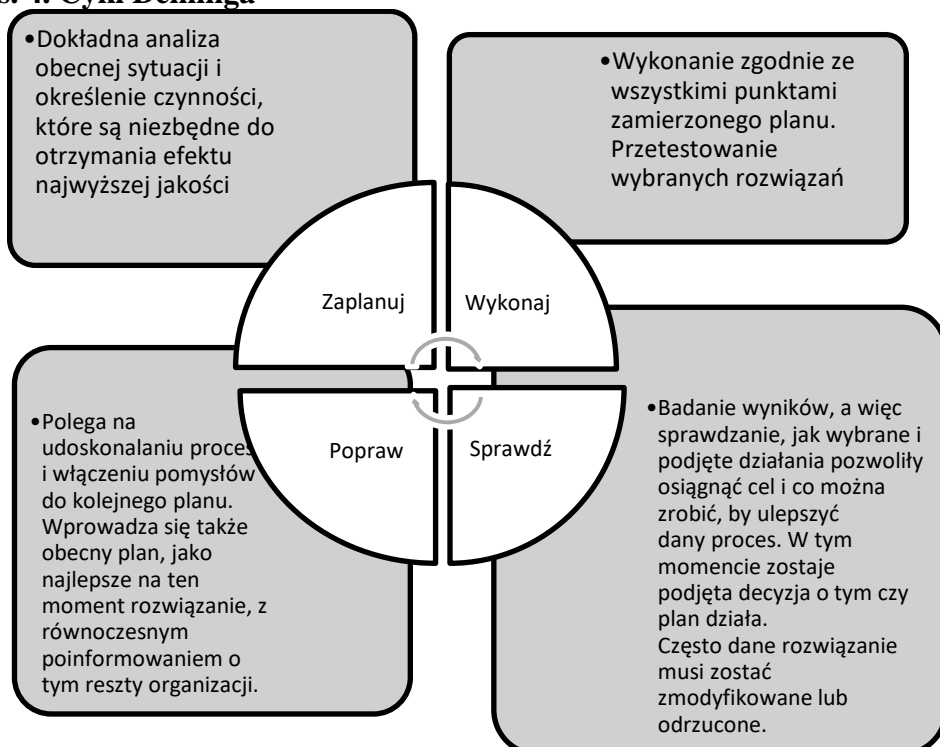 s. 4. Cykl Deminga
•Dokładna analiza
obecnej sytuacji i
określenie czynności,
które są niezbędne do
otrzymania efektu
najwyższej jakości
•Wykonanie zgodnie ze
wszystkimi punktami
zamierzonego planu.
Przetestowanie
wybranych rozwiązań
Zaplanuj
Wykonaj
•Polega na
udoskonalaniu proces
i włączeniu pomysłów
do kolejnego planu.
Wprowadza się także
obecny plan, jako
najlepsze na ten
moment rozwiązanie, z
równoczesnym
poinformowaniem o
tym reszty organizacji.
Popraw
Sprawdź
•Badanie wyników, a więc
sprawdzanie, jak wybrane i
podjęte działania pozwoliły
osiągnąć cel i co można
zrobić, by ulepszyć
dany proces. W tym
momencie zostaje
podjęta decyzja o tym czy
plan działa.
Często dane rozwiązanie
musi zostać
zmodyfikowane lub
odrzucone.